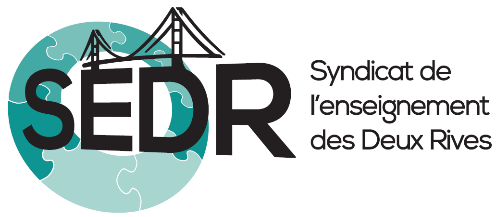 SEDR
Syndicat de
l'enseignement
des Deux Rives